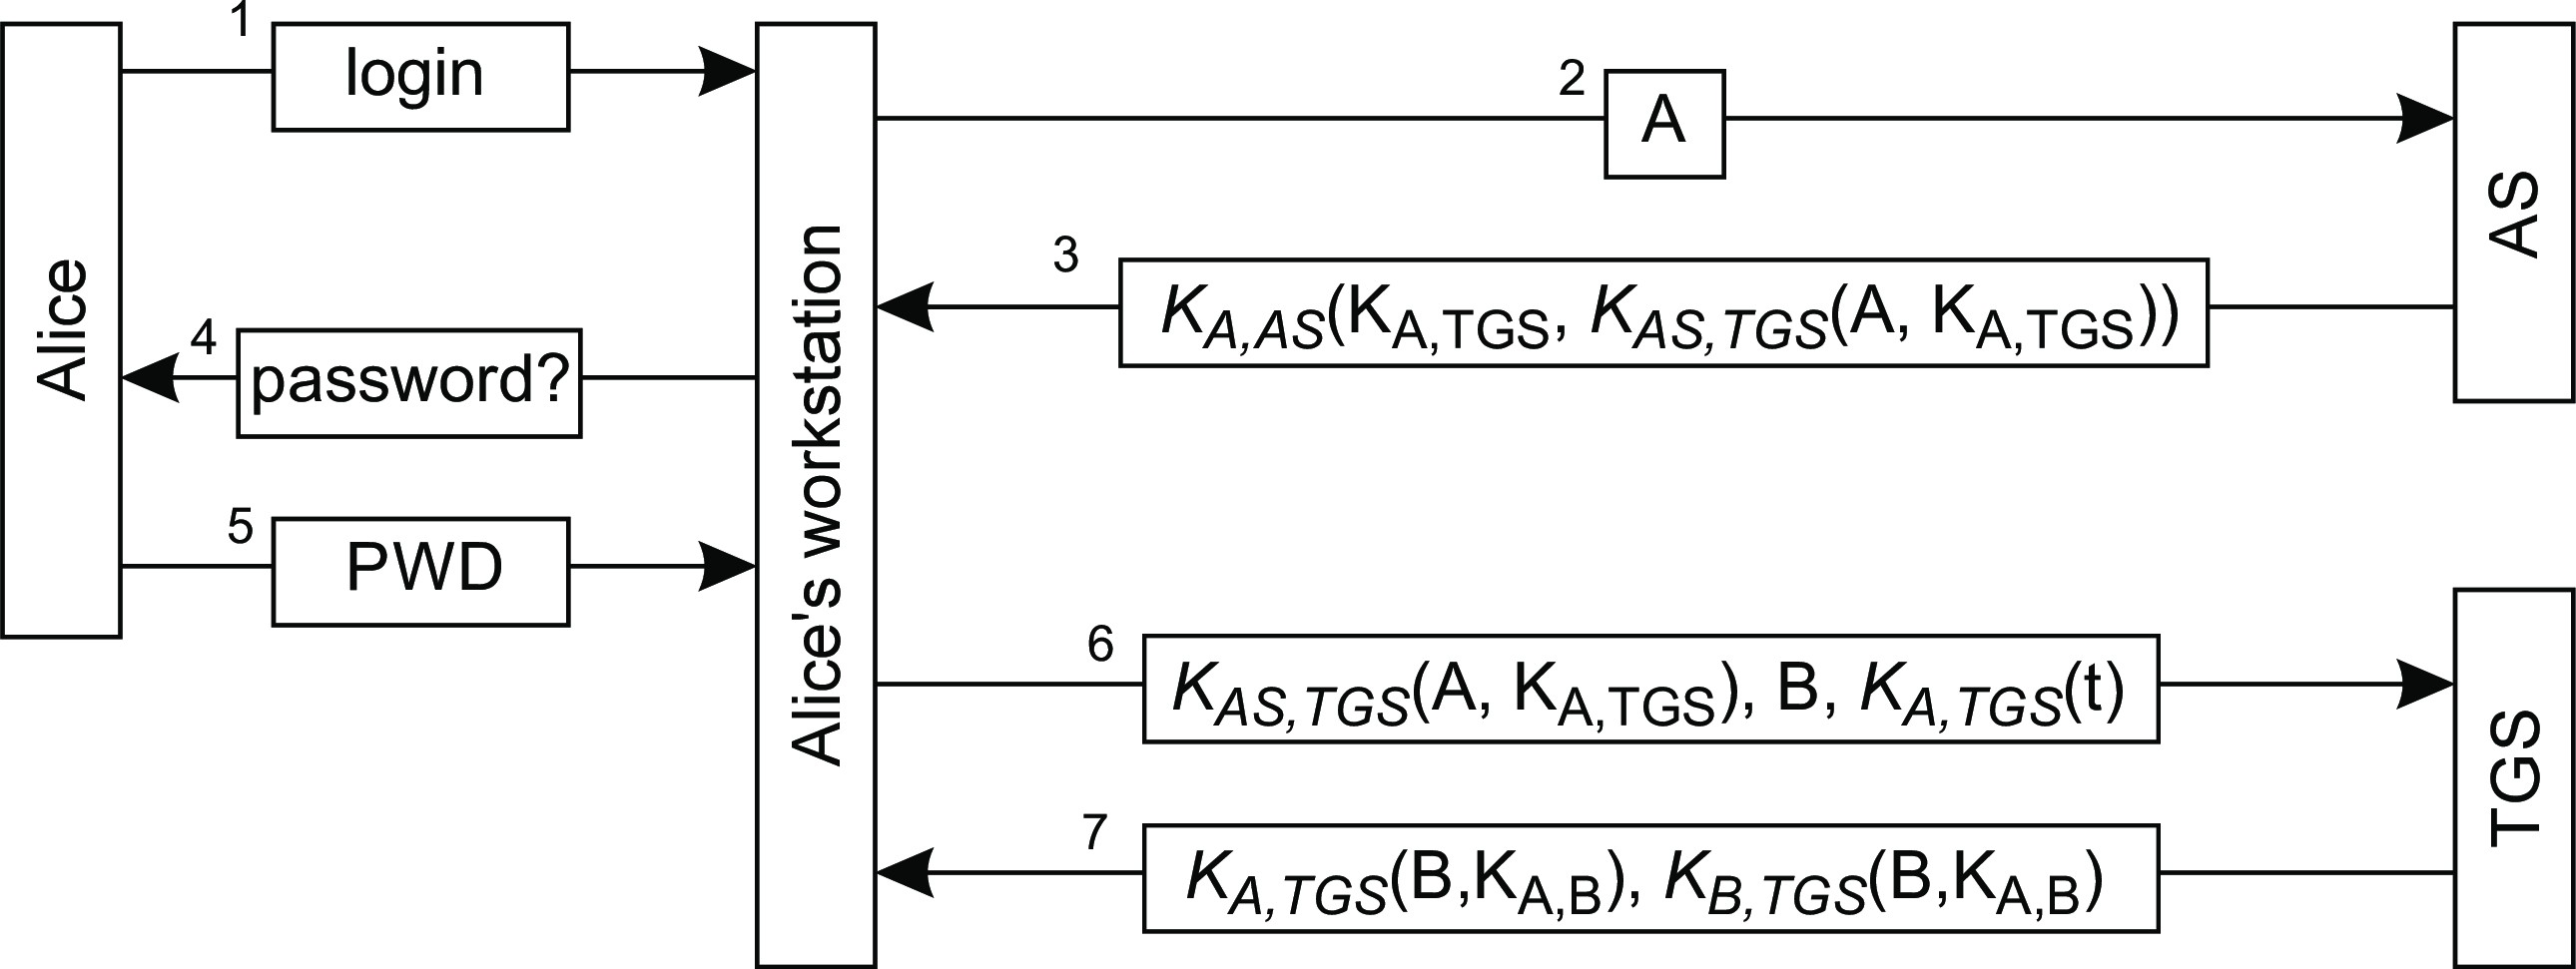 1
login
2
A
3
K_{A,AS}(K_{A,TGS}, K_{AS,TGS}(A, K_{A,TGS}))
4
password?
5
PWD
6
K_{AS,TGS}(A, K_{A,TGS}), B, K_{A,TGS}(t)
7
K_{A,TGS}(B,K_{A,B}), K_{B,TGS}(B,K_{A,B})
Alice
Alice's workstation
AS
TGS